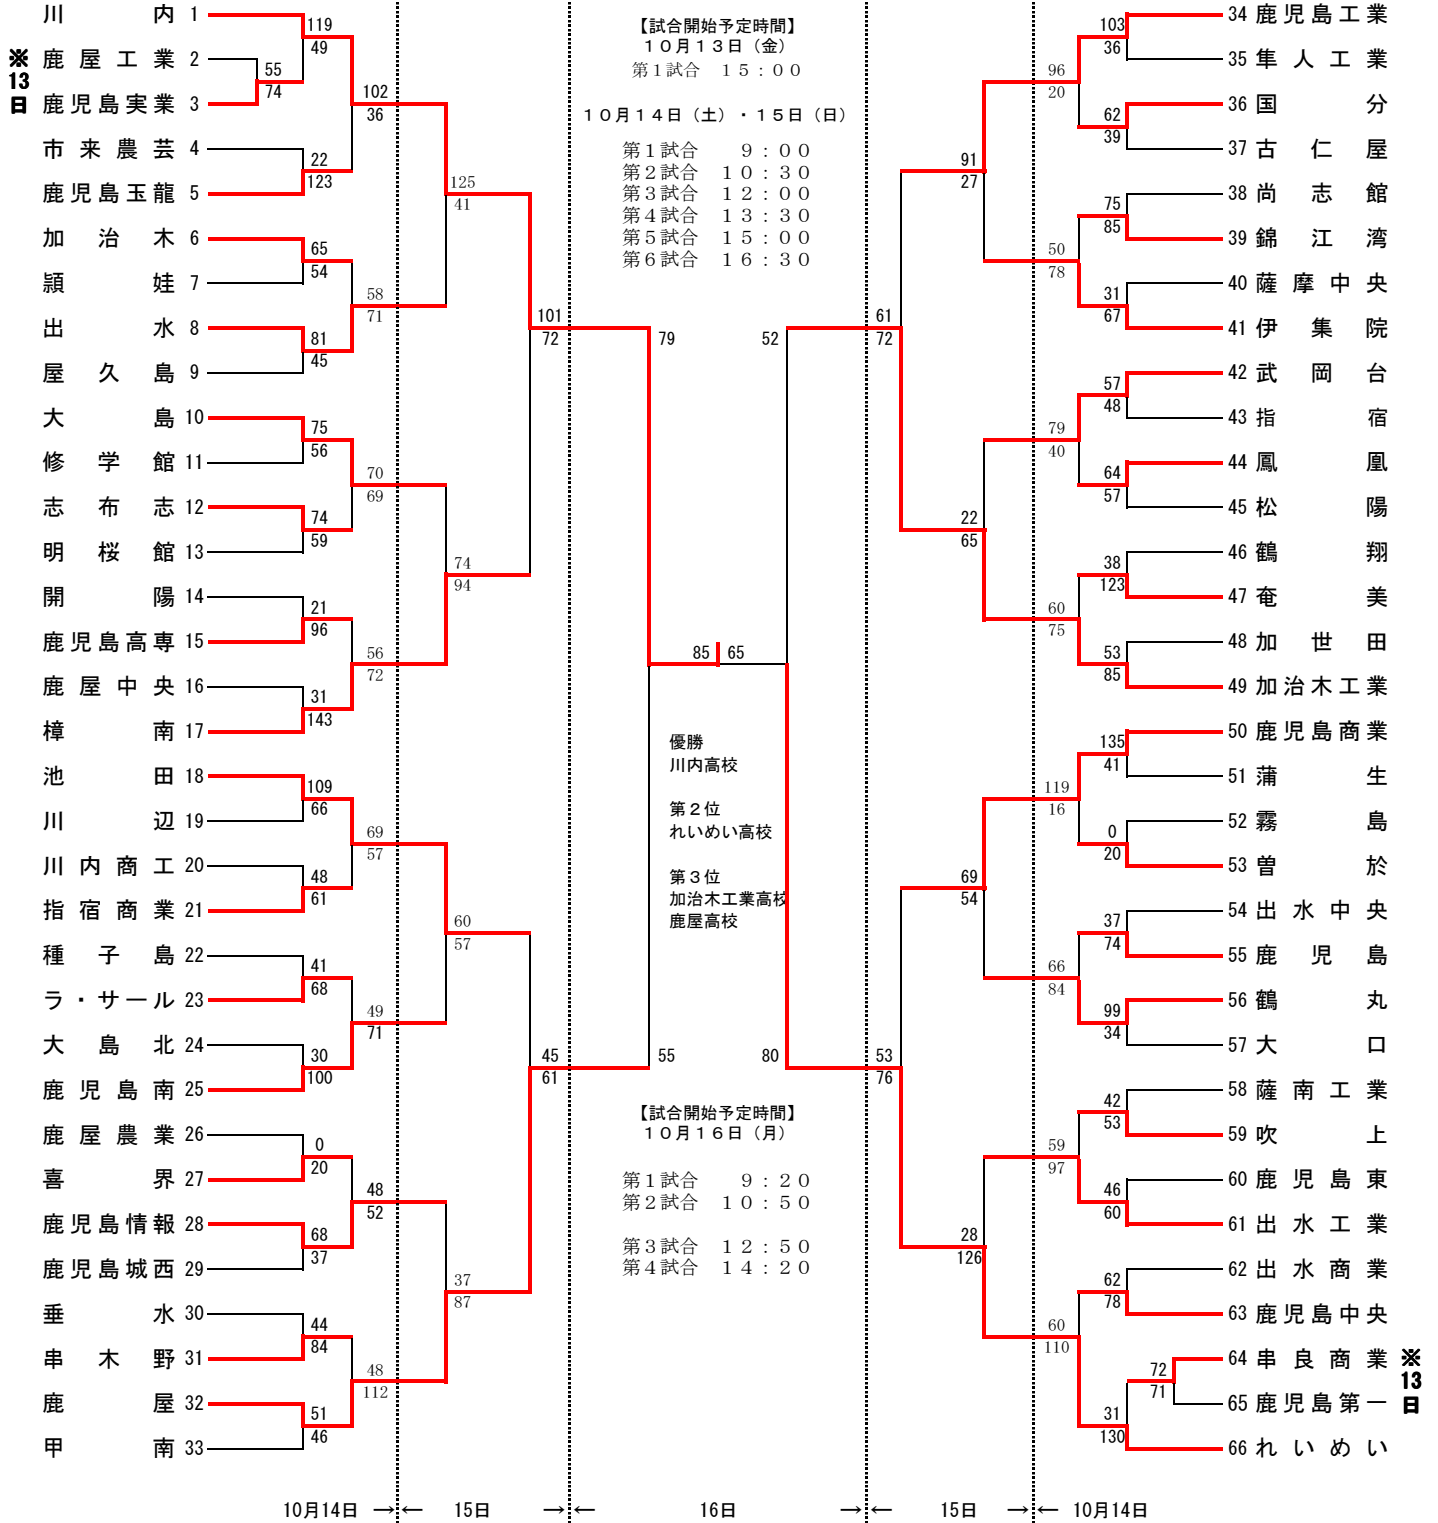 川内 1
鹿屋工業 2
鹿児島実業 3
※13日
市来農芸 4
鹿児島玉龍 5
加治木 6
頴娃 7
出水 8
屋久島 9
大島 10
修学館 11
志布志 12
明桜館 13
開陽 14
鹿児島高専 15
鹿屋中央 16
樟南 17
池田 18
川辺 19
川内商工 20
指宿商業 21
種子島 22
ラ・サール 23
大島北 24
鹿児島南 25
鹿屋農業 26
喜界 27
鹿児島情報 28
鹿児島城西 29
垂水 30
串木野 31
鹿屋 32
甲南 33
55
74
119
49
22
123
65
54
81
45
75
56
74
59
21
96
31
143
109
66
48
61
41
68
30
100
0
20
68
37
44
84
51
46
102
36
58
71
70
69
56
72
69
57
49
71
48
52
48
112
125
41
74
94
60
57
37
87
101
72
45
61
79
55
【試合開始予定時間】
10月13日（金）
第1試合 15：00
10月14日（土）・15日（日）
第1試合 9：00
第2試合 10：30
第3試合 12：00
第4試合 13：30
第5試合 15：00
第6試合 16：30
85 65
優勝
川内高校
第2位
れいめい高校
第3位
加治木工業高校
鹿屋高校
【試合開始予定時間】
10月16日（月）
第1試合 9：20
第2試合 10：50
第3試合 12：50
第4試合 14：20
52
80
61
72
53
76
91
27
22
65
69
54
28
126
96
20
50
78
79
40
60
75
119
16
66
84
59
97
60
110
103
36
62
39
75
85
31
67
57
48
64
57
38
123
53
85
135
41
0
20
37
74
99
34
42
53
46
60
62
78
72
71
31
130
34 鹿児島工業
35 隼人工業
36 国分
37 古仁屋
38 尚志館
39 錦江湾
40 薩摩中央
41 伊集院
42 武岡台
43 指宿
44 鳳凰
45 松陽
46 鶴翔
47 奄美
48 加世田
49 加治木工業
50 鹿児島商業
51 蒲生
52 霧島
53 曽於
54 出水中央
55 鹿児島
56 鶴丸
57 大口
58 薩南工業
59 吹上
60 鹿児島東
61 出水工業
62 出水商業
63 鹿児島中央
64 串良商業
65 鹿児島第一
※13日
66 れいめい
10月14日 →← 15日 →← 16日 →← 15日 →← 10月14日